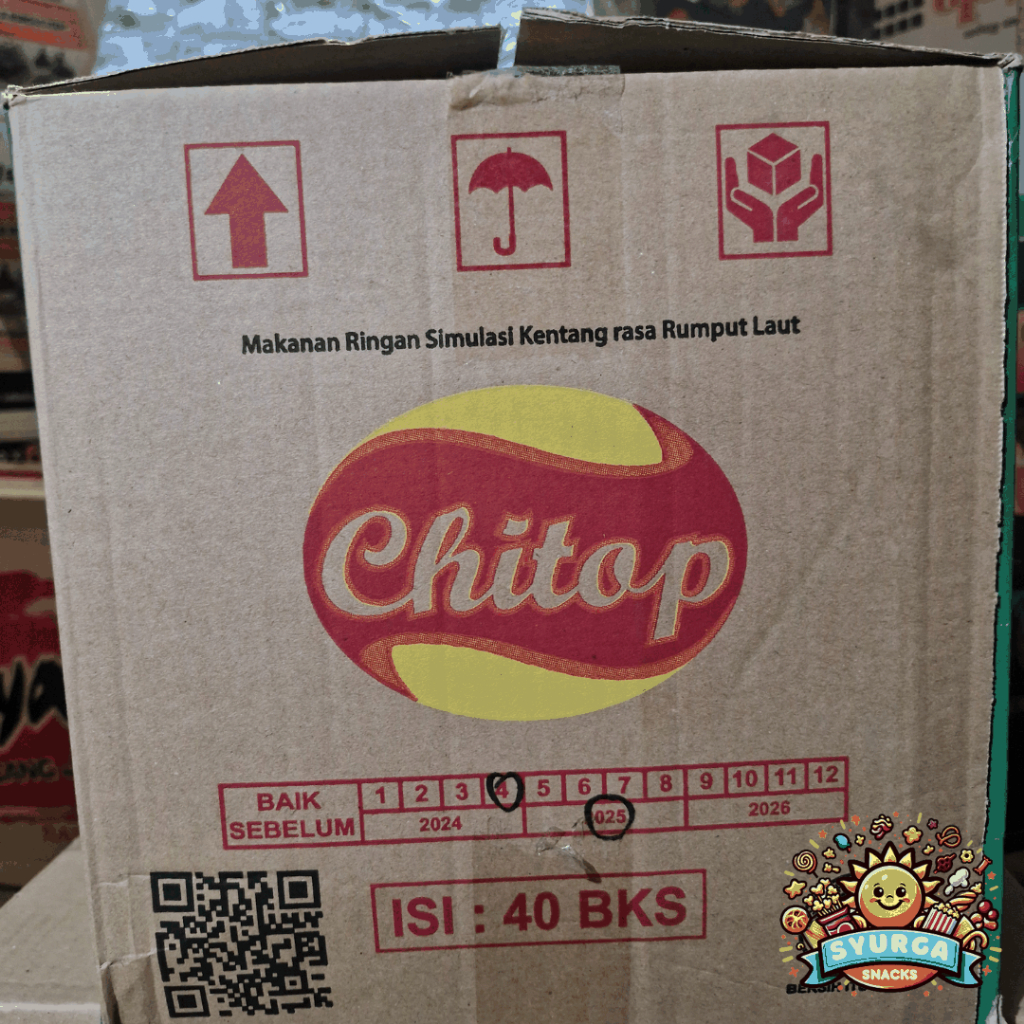 Makanan Ringan Simulasi Kentang rasa Rumput Laut
Chitop
BAIK SEBELUM
1 2 3 4 5 6 7 8 9 10 11 12
2024 025 2026
ISI : 40 BKS
SYURGA
SNACKS